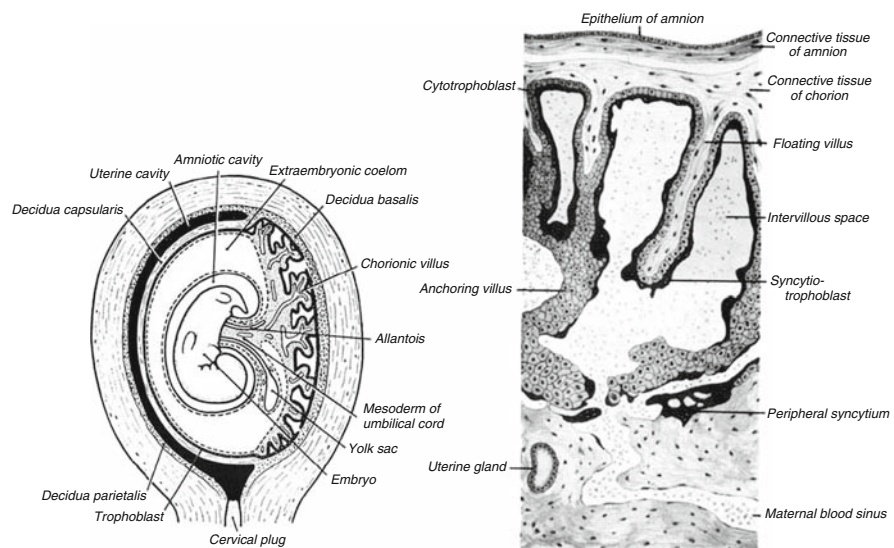 Amniotic cavity
Uterine cavity
Decidua capsularis
Extraembryonic coelom
Decidua basalis
Chorionic villus
Allantois
Mesoderm of
umbilical cord
Yolk sac
Embryo
Decidua parietalis
Trophoblast
Cervical plug
Epithelium of amnion
Connective tissue
of amnion
Cytotrophoblast
Connective tissue
of chorion
Floating villus
Intervillous space
Anchoring villus
Syncytio-
trophoblast
Peripheral syncytium
Uterine gland
Maternal blood sinus